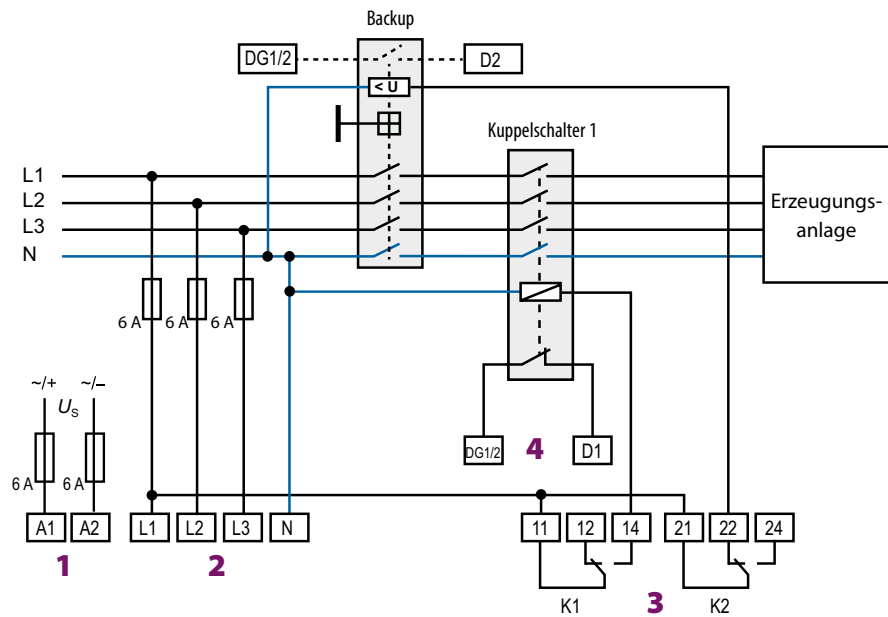 Backup
DG1/2
D2
< U
Kuppelschalter 1
L1
L2
L3
N
Erzeugungs-
anlage
6 A
6 A
6 A
~/+
~/–
US
6 A
6 A
DG1/2
4
D1
A1
A2
L1
L2
L3
N
11
12
14
21
22
24
1
2
K1
3
K2